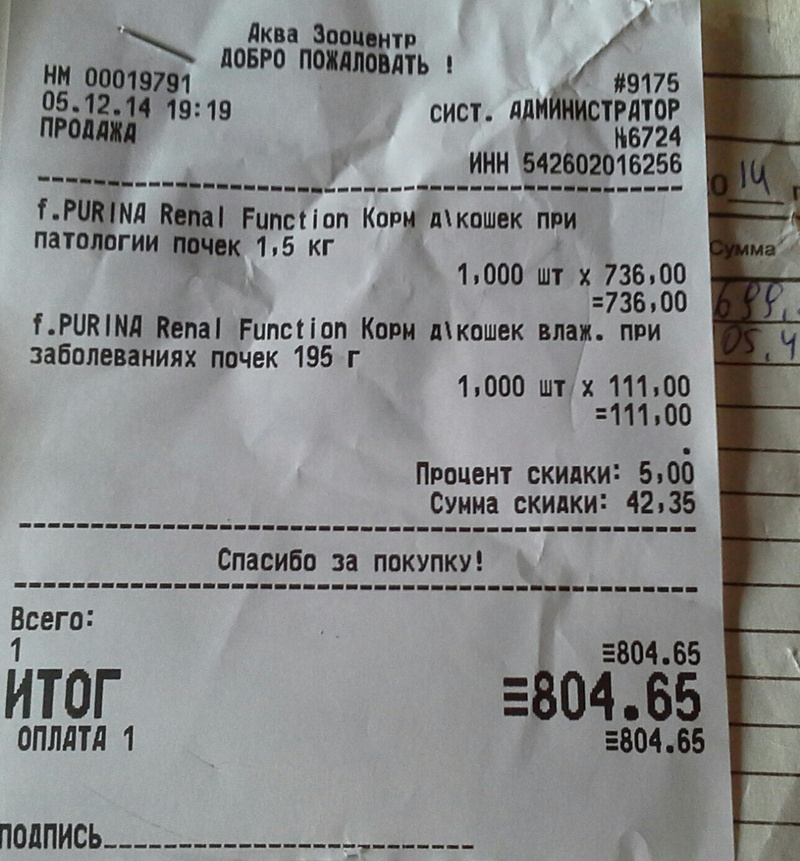 Аква Зооцентр
ДОБРО ПОЖАЛОВАТЬ !
НМ 00019791 #9175
05.12.14 19:19 СИСТ. АДМИНИСТРАТОР
ПРОДАЖА №6724
ИНН 542602016256
f.PURINA Renal Function Корм д\кошек при
патологии почек 1,5 кг
1,000 шт х 736,00
=736,00
f.PURINA Renal Function Корм д\кошек влаж. при
заболеваниях почек 195 г
1,000 шт х 111,00
=111,00
.
Процент скидки: 5,00
Сумма скидки: 42,35
Спасибо за покупку!
Всего:
1 ≡804.65
ИТОГ ≡804.65
ОПЛАТА 1 ≡804.65
ПОДПИСЬ
14
Сумма